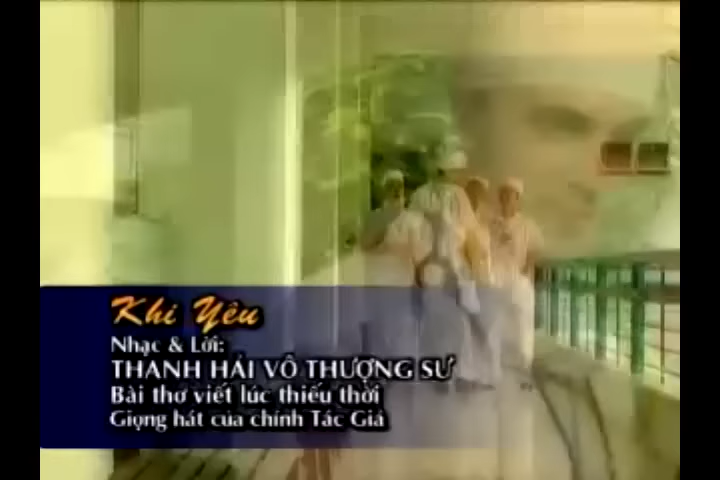 Khi Yêu
Nhạc & Lời:
THANH HẢI VÔ THƯỢNG SƯ
Bài thơ viết lúc thiếu thời
Giọng hát của chính Tác Giả